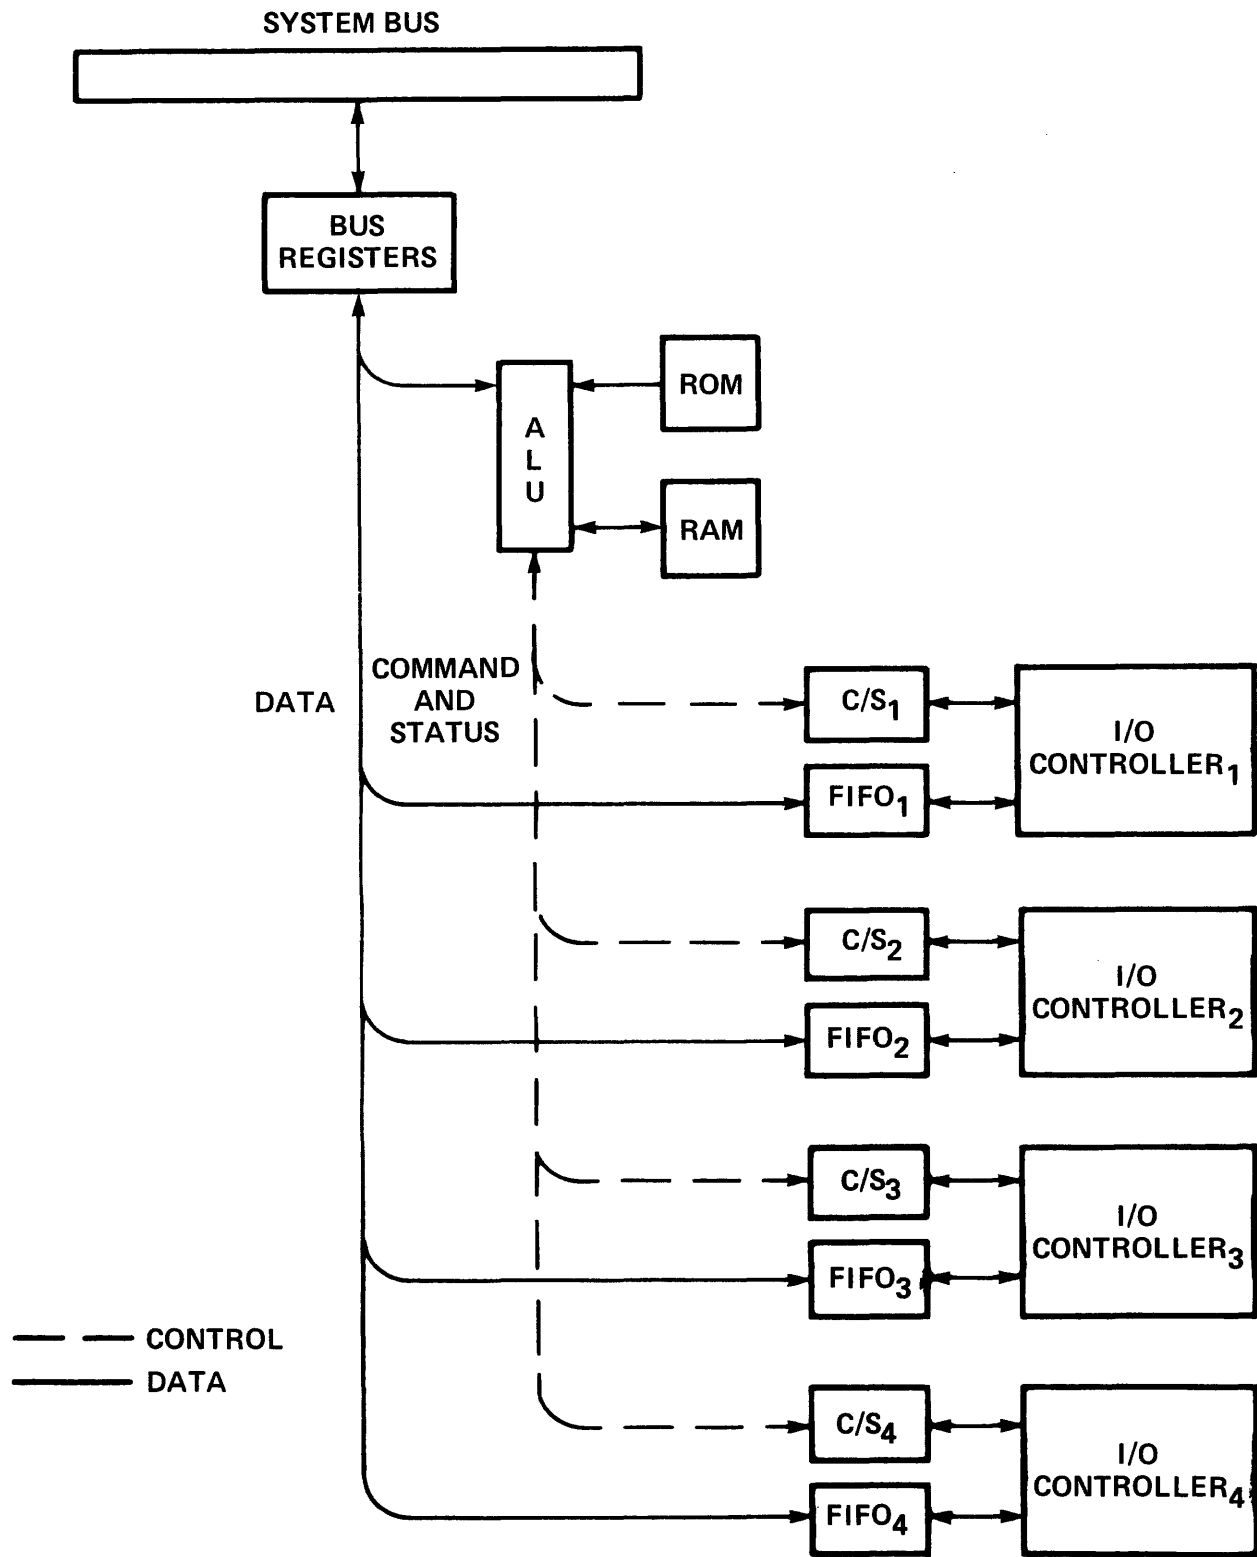 SYSTEM BUS
BUS
REGISTERS
ROM
A
L
U
RAM
COMMAND
AND
STATUS
DATA
C/S1
I/O
CONTROLLER1
FIFO1
C/S2
I/O
CONTROLLER2
FIFO2
C/S3
I/O
CONTROLLER3
FIFO3
CONTROL
DATA
C/S4
I/O
CONTROLLER4
FIFO4